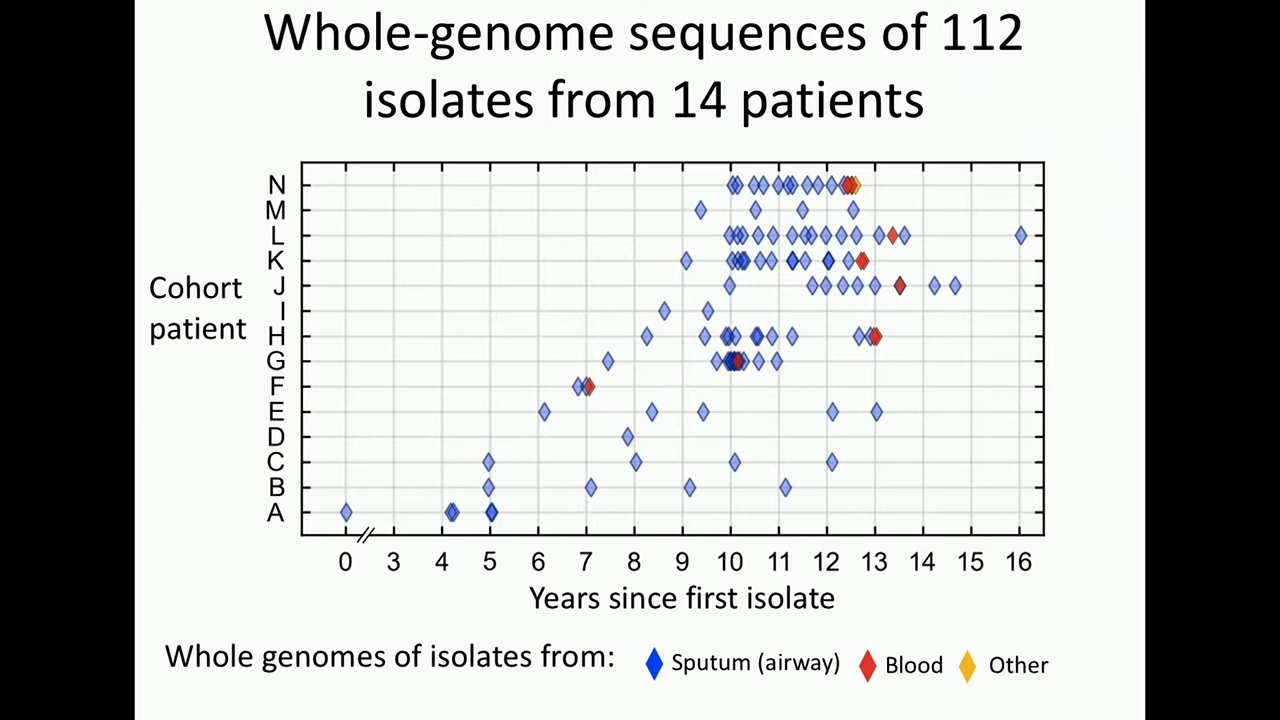 Whole-genome sequences of 112
isolates from 14 patients
N
M
L
K
J
I
H
G
F
E
D
C
B
A
Cohort
patient
0 // 3 4 5 6 7 8 9 10 11 12 13 14 15 16
Years since first isolate
Whole genomes of isolates from: Sputum (airway) Blood Other